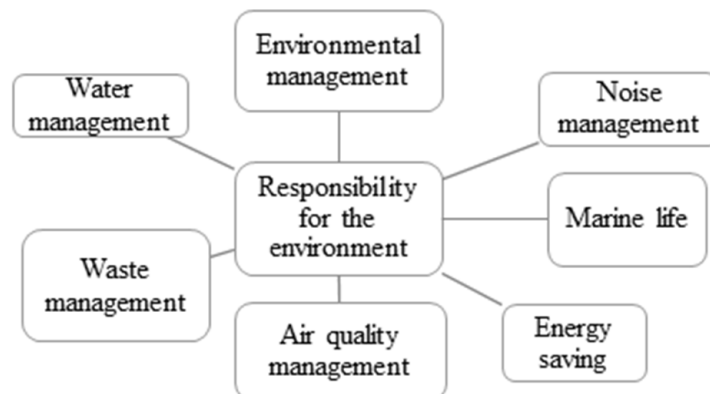 Environmental
management
Water
management
Noise
management
Responsibility
for the
environment
Marine life
Waste
management
Air quality
management
Energy
saving